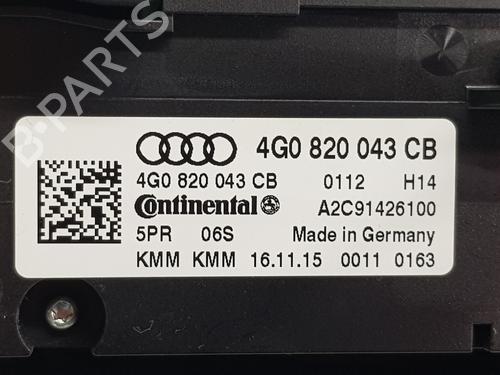 B-PARTS
4G0 820 043 CB
4G0 820 043 CB 0112 H14
Continental A2C91426100
5PR 06S Made in Germany
KMM KMM 16.11.15 0011 0163